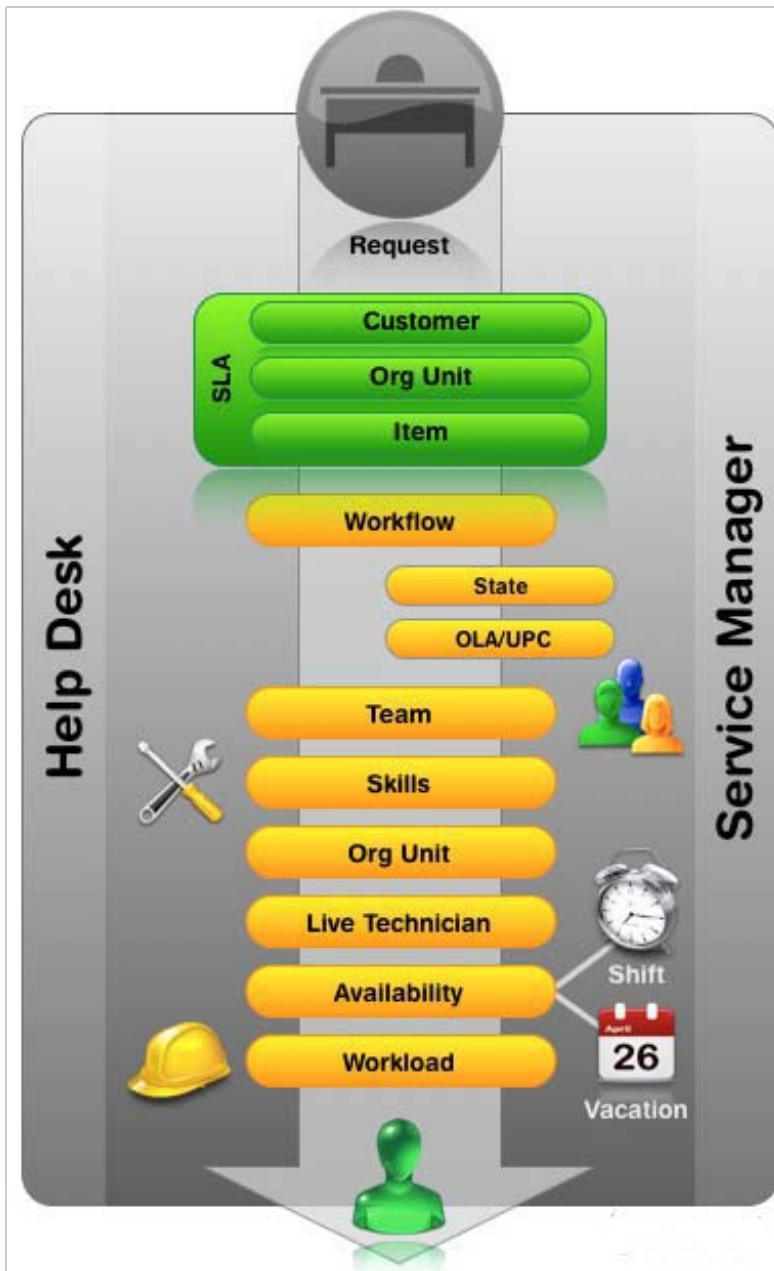 Request
SLA
Customer
Org Unit
Item
Workflow
State
OLA/UPC
Team
Skills
Org Unit
Live Technician
Availability
Shift
April
26
Vacation
Workload
Help Desk
Service Manager